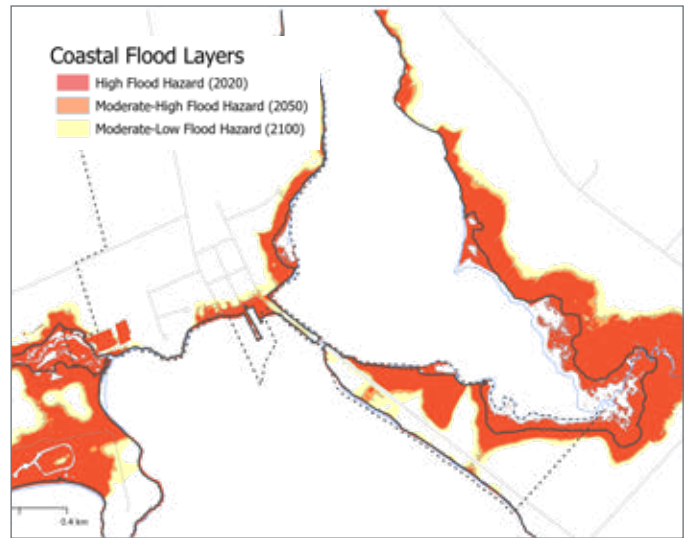 Coastal Flood Layers
High Flood Hazard (2020)
Moderate-High Flood Hazard (2050)
Moderate-Low Flood Hazard (2100)
0.4 km